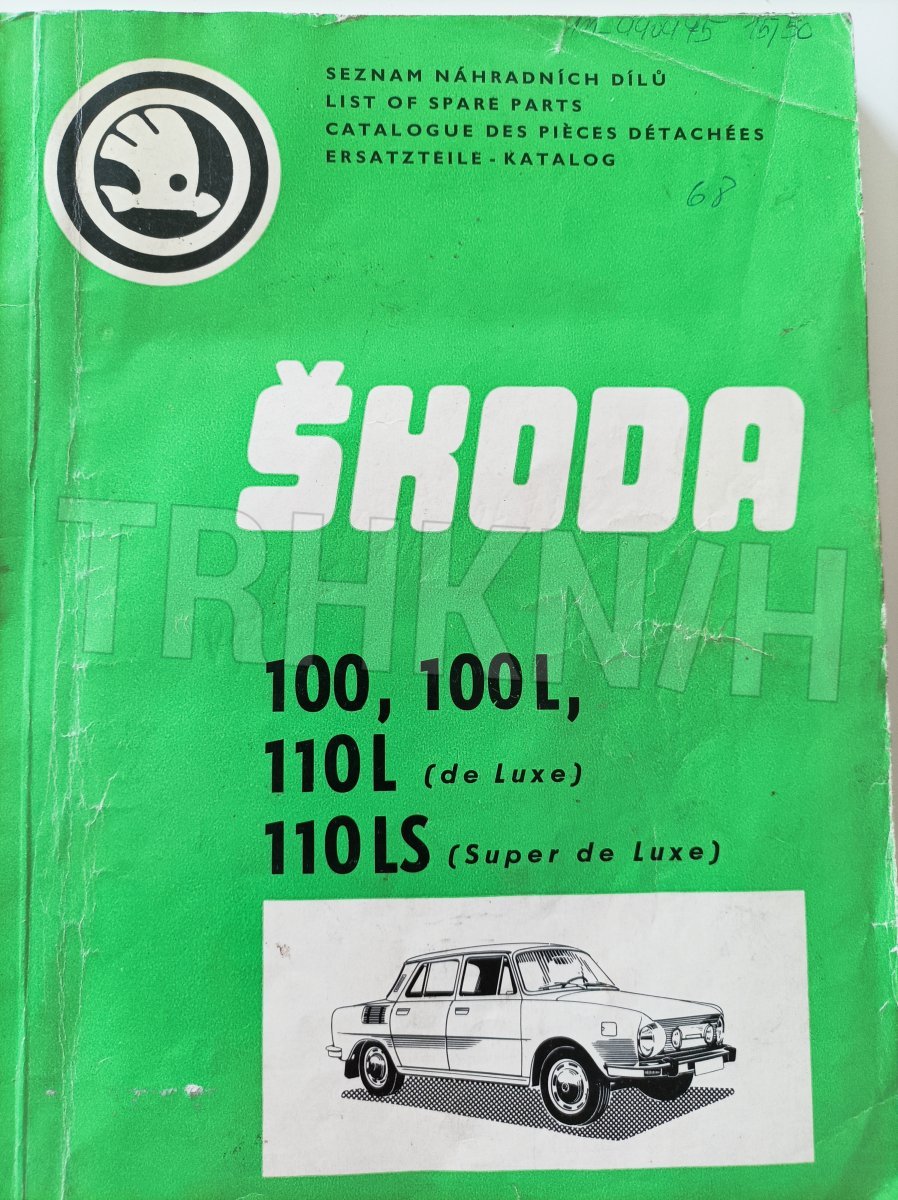 SEZNAM NÁHRADNÍCH DÍLŮ
LIST OF SPARE PARTS
CATALOGUE DES PIÈCES DÉTACHÉES
ERSATZTEILE - KATALOG
68
ŠKODA
TRHKNIH
100, 100 L,
110 L (de Luxe)
110 LS (Super de Luxe)